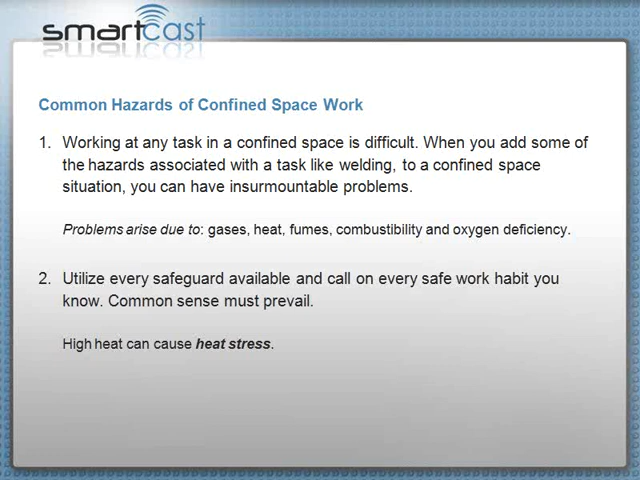 smartcast
Common Hazards of Confined Space Work
1. Working at any task in a confined space is difficult. When you add some of
the hazards associated with a task like welding, to a confined space
situation, you can have insurmountable problems.
Problems arise due to: gases, heat, fumes, combustibility and oxygen deficiency.
2. Utilize every safeguard available and call on every safe work habit you
know. Common sense must prevail.
High heat can cause heat stress.